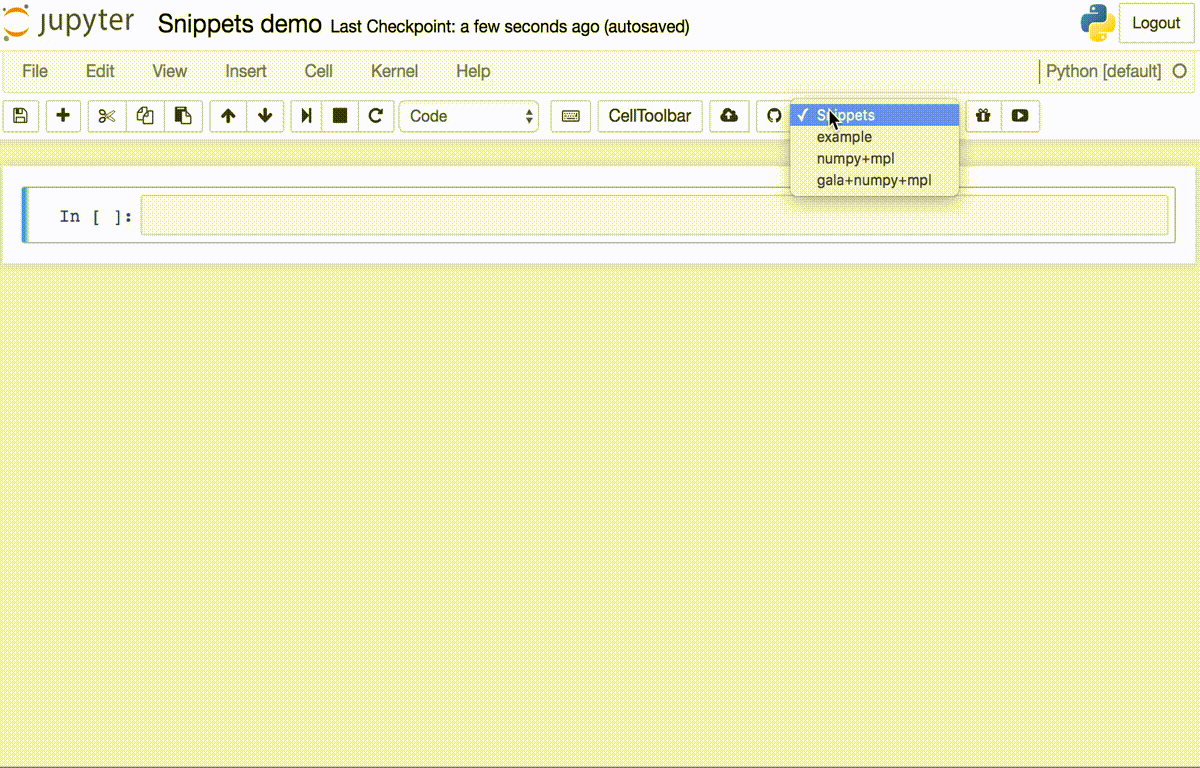 jupyter Snippets demo Last Checkpoint: a few seconds ago (autosaved) Logout
File Edit View Insert Cell Kernel Help Python [default]
Code CellToolbar
✓ Snippets
example
numpy+mpl
gala+numpy+mpl
In [ ]: